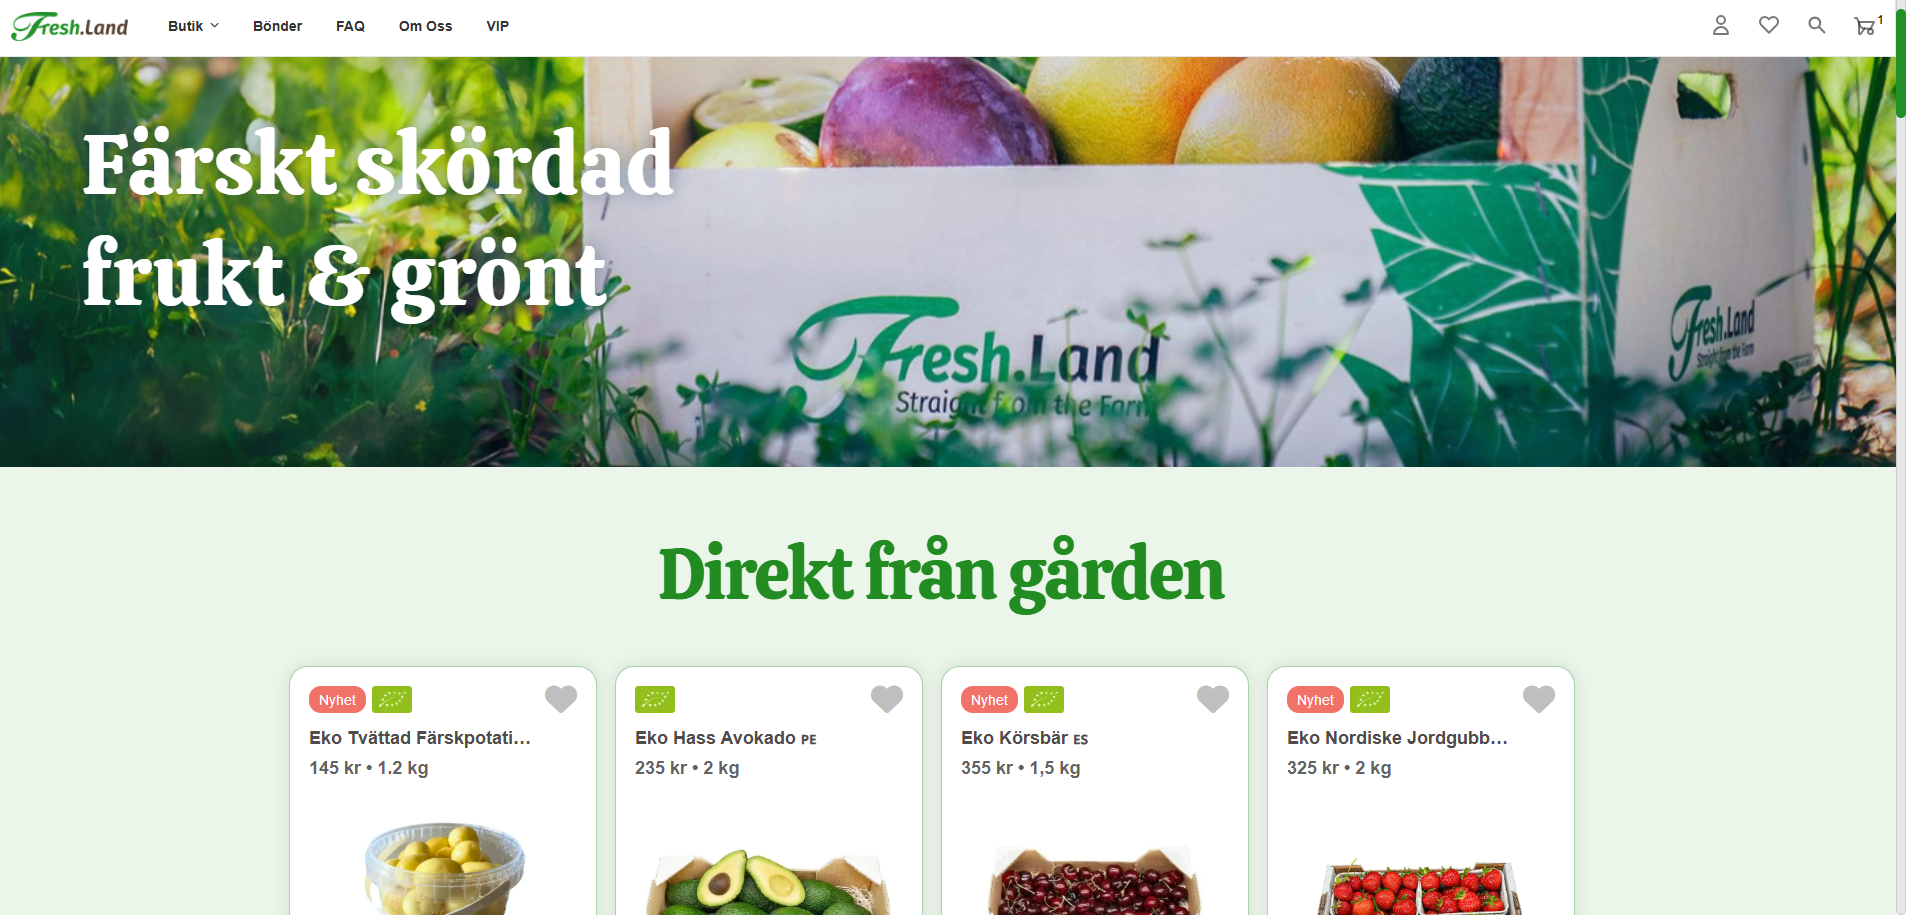 Fresh.Land
Butik
Bönder
FAQ
Om Oss
VIP
1
Färskt skördad
frukt & grönt
Fresh.Land
Straight from the Farm
Fresh.Land
Straight from the Farm
Direkt från gården
Nyhet
Eko Tvättad Färskpotati...
145 kr • 1.2 kg
Eko Hass Avokado PE
235 kr • 2 kg
Nyhet
Eko Körsbär ES
355 kr • 1,5 kg
Nyhet
Eko Nordiske Jordgubb...
325 kr • 2 kg